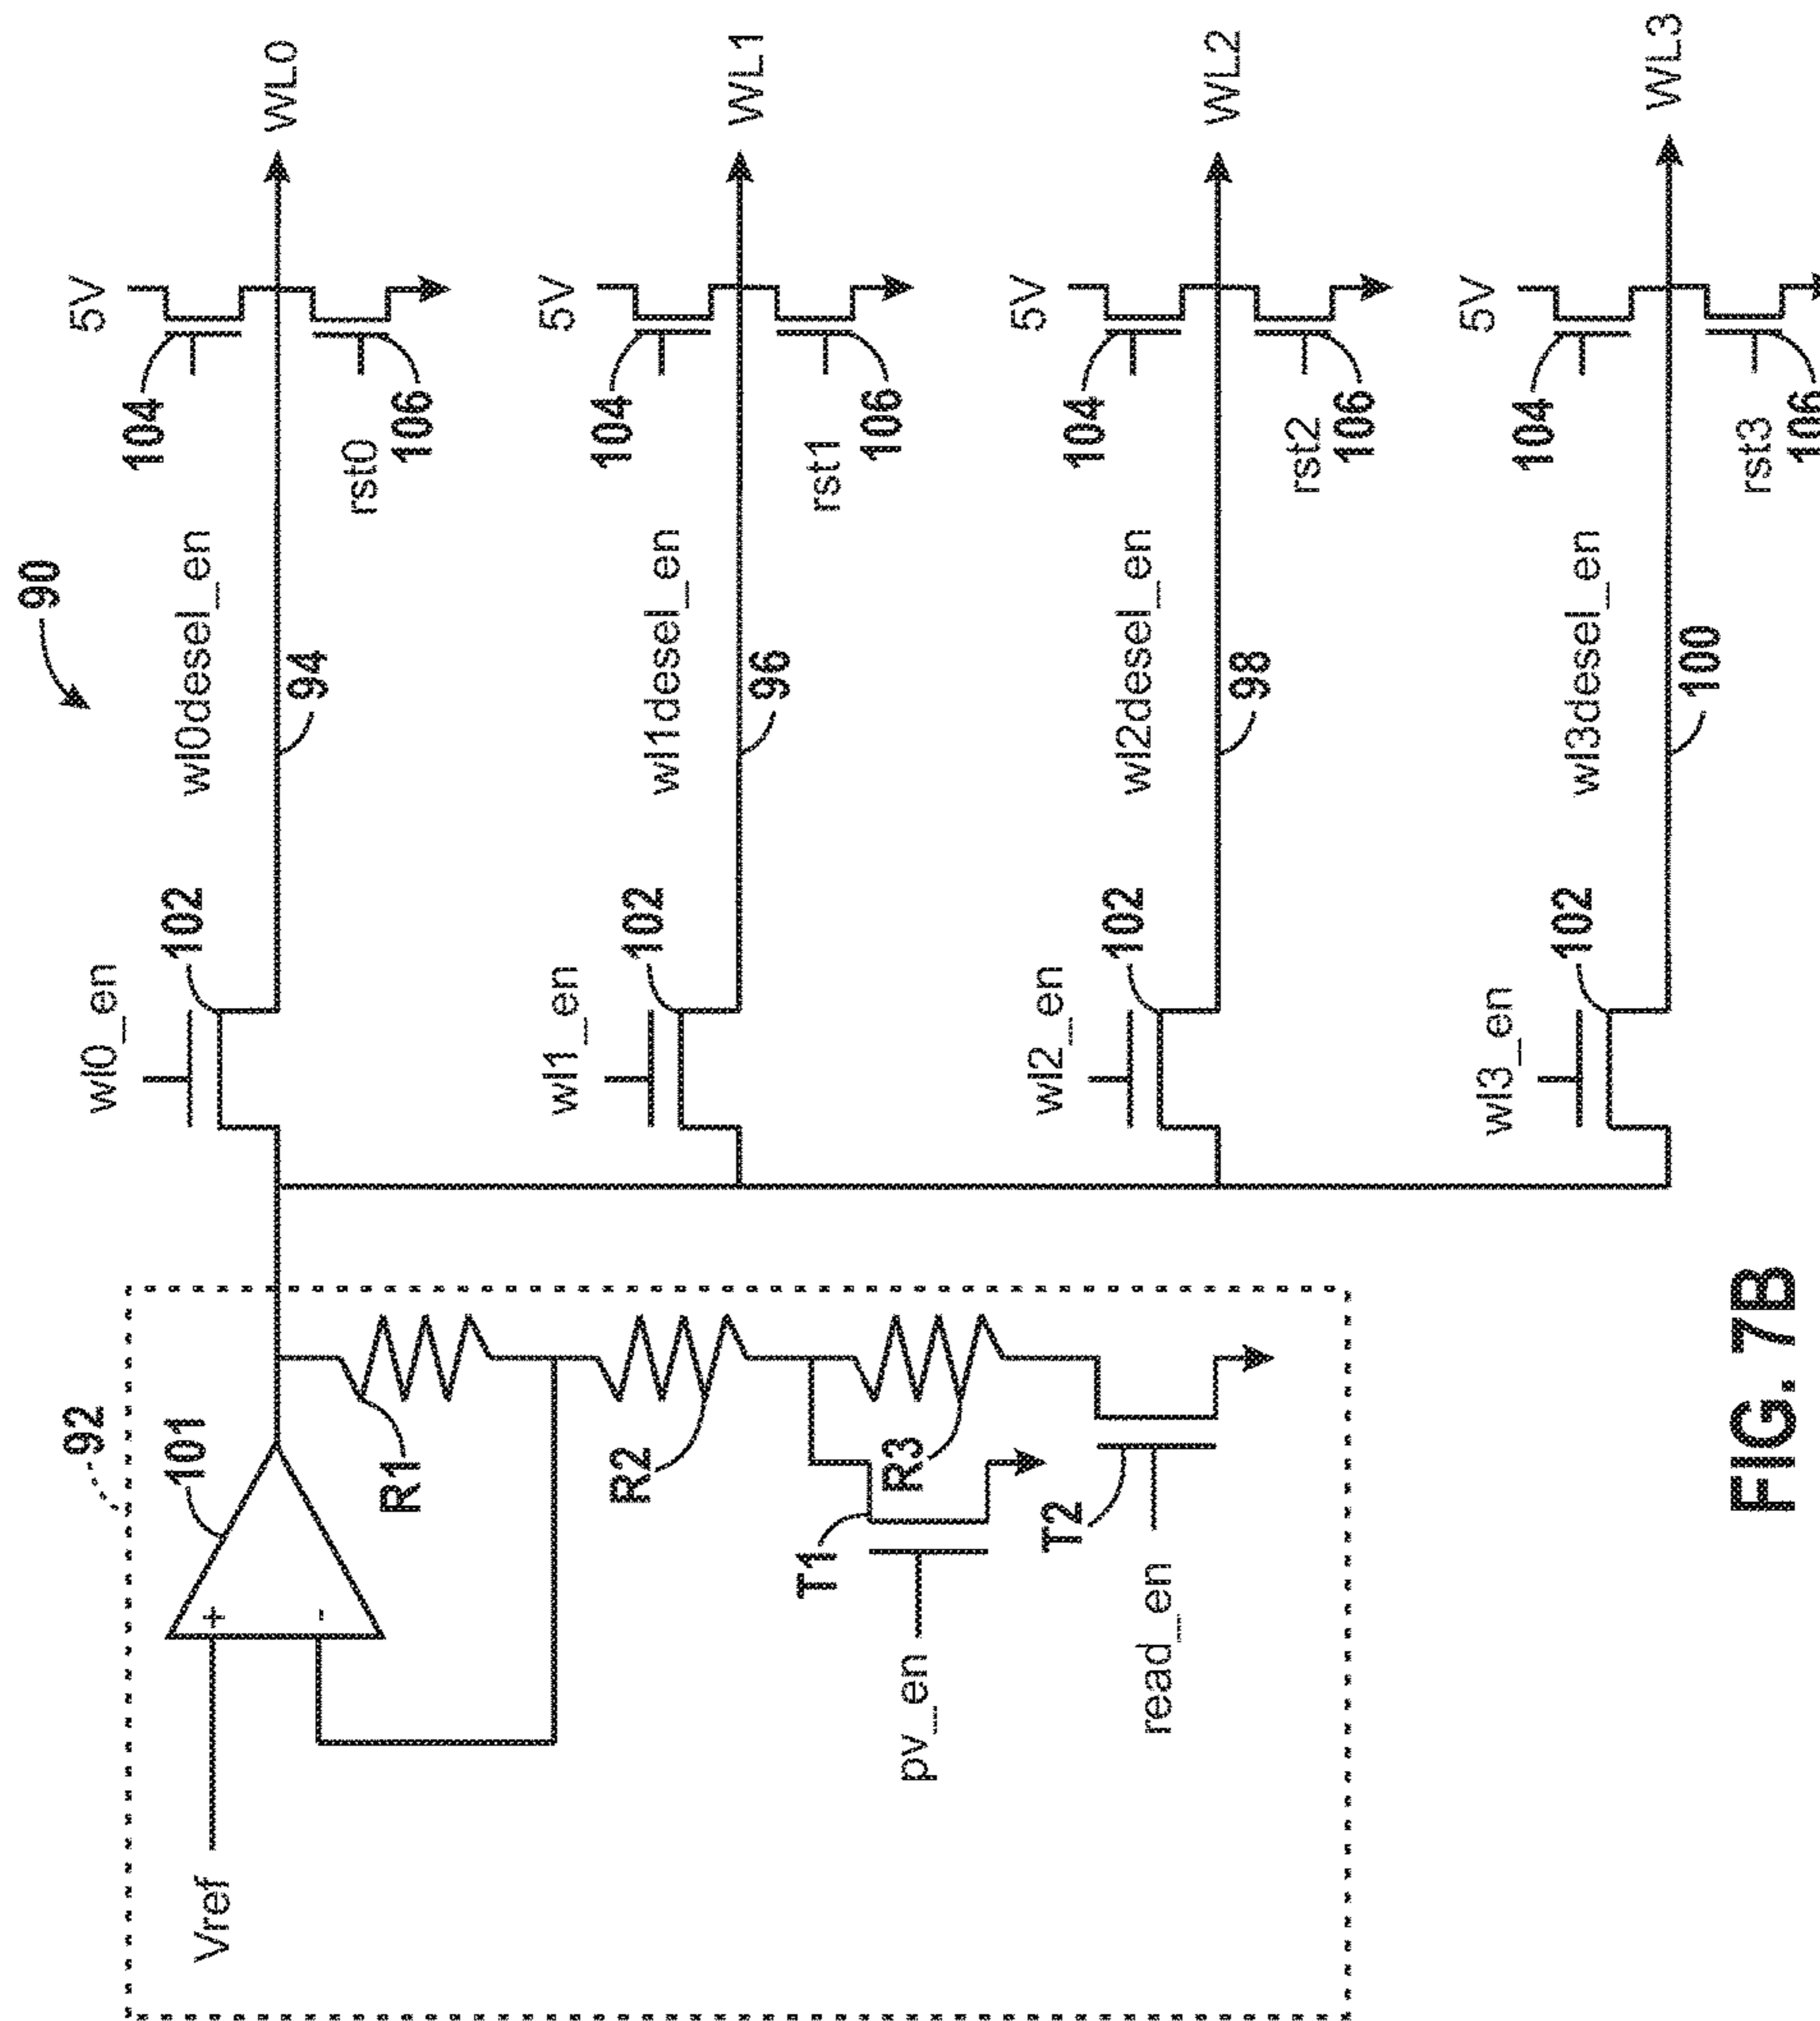 90
92
Vref
+
-
101
R1
R2
R3
T1
pv_en
T2
read_en
wl0_en
102
wl0desel_en
94
5V
104
rst0
106
WL0
wl1_en
102
wl1desel_en
96
5V
104
rst1
106
WL1
wl2_en
102
wl2desel_en
98
5V
104
rst2
106
WL2
wl3_en
102
wl3desel_en
100
5V
104
rst3
106
WL3
FIG. 7B